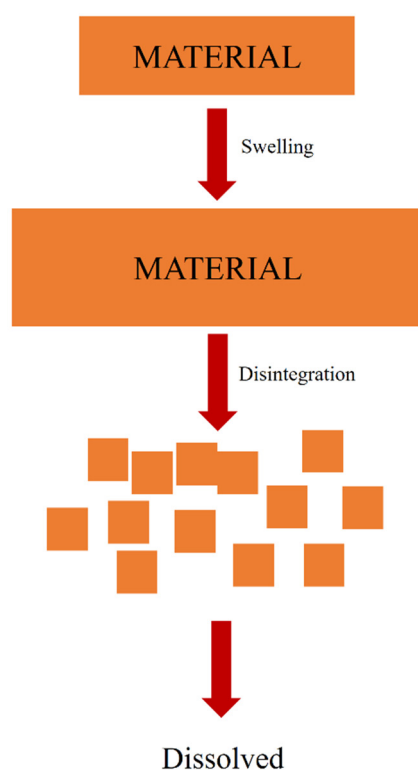 MATERIAL
Swelling
MATERIAL
Disintegration
Dissolved